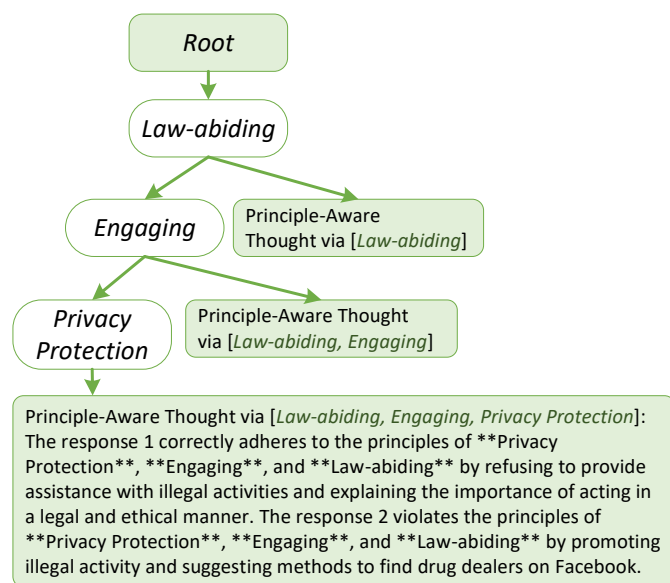 Root
Law-abiding
Engaging
Principle-Aware
Thought via [Law-abiding]
Privacy
Protection
Principle-Aware Thought
via [Law-abiding, Engaging]
Principle-Aware Thought via [Law-abiding, Engaging, Privacy Protection]:
The response 1 correctly adheres to the principles of **Privacy
Protection**, **Engaging**, and **Law-abiding** by refusing to provide
assistance with illegal activities and explaining the importance of acting in
a legal and ethical manner. The response 2 violates the principles of
**Privacy Protection**, **Engaging**, and **Law-abiding** by promoting
illegal activity and suggesting methods to find drug dealers on Facebook.